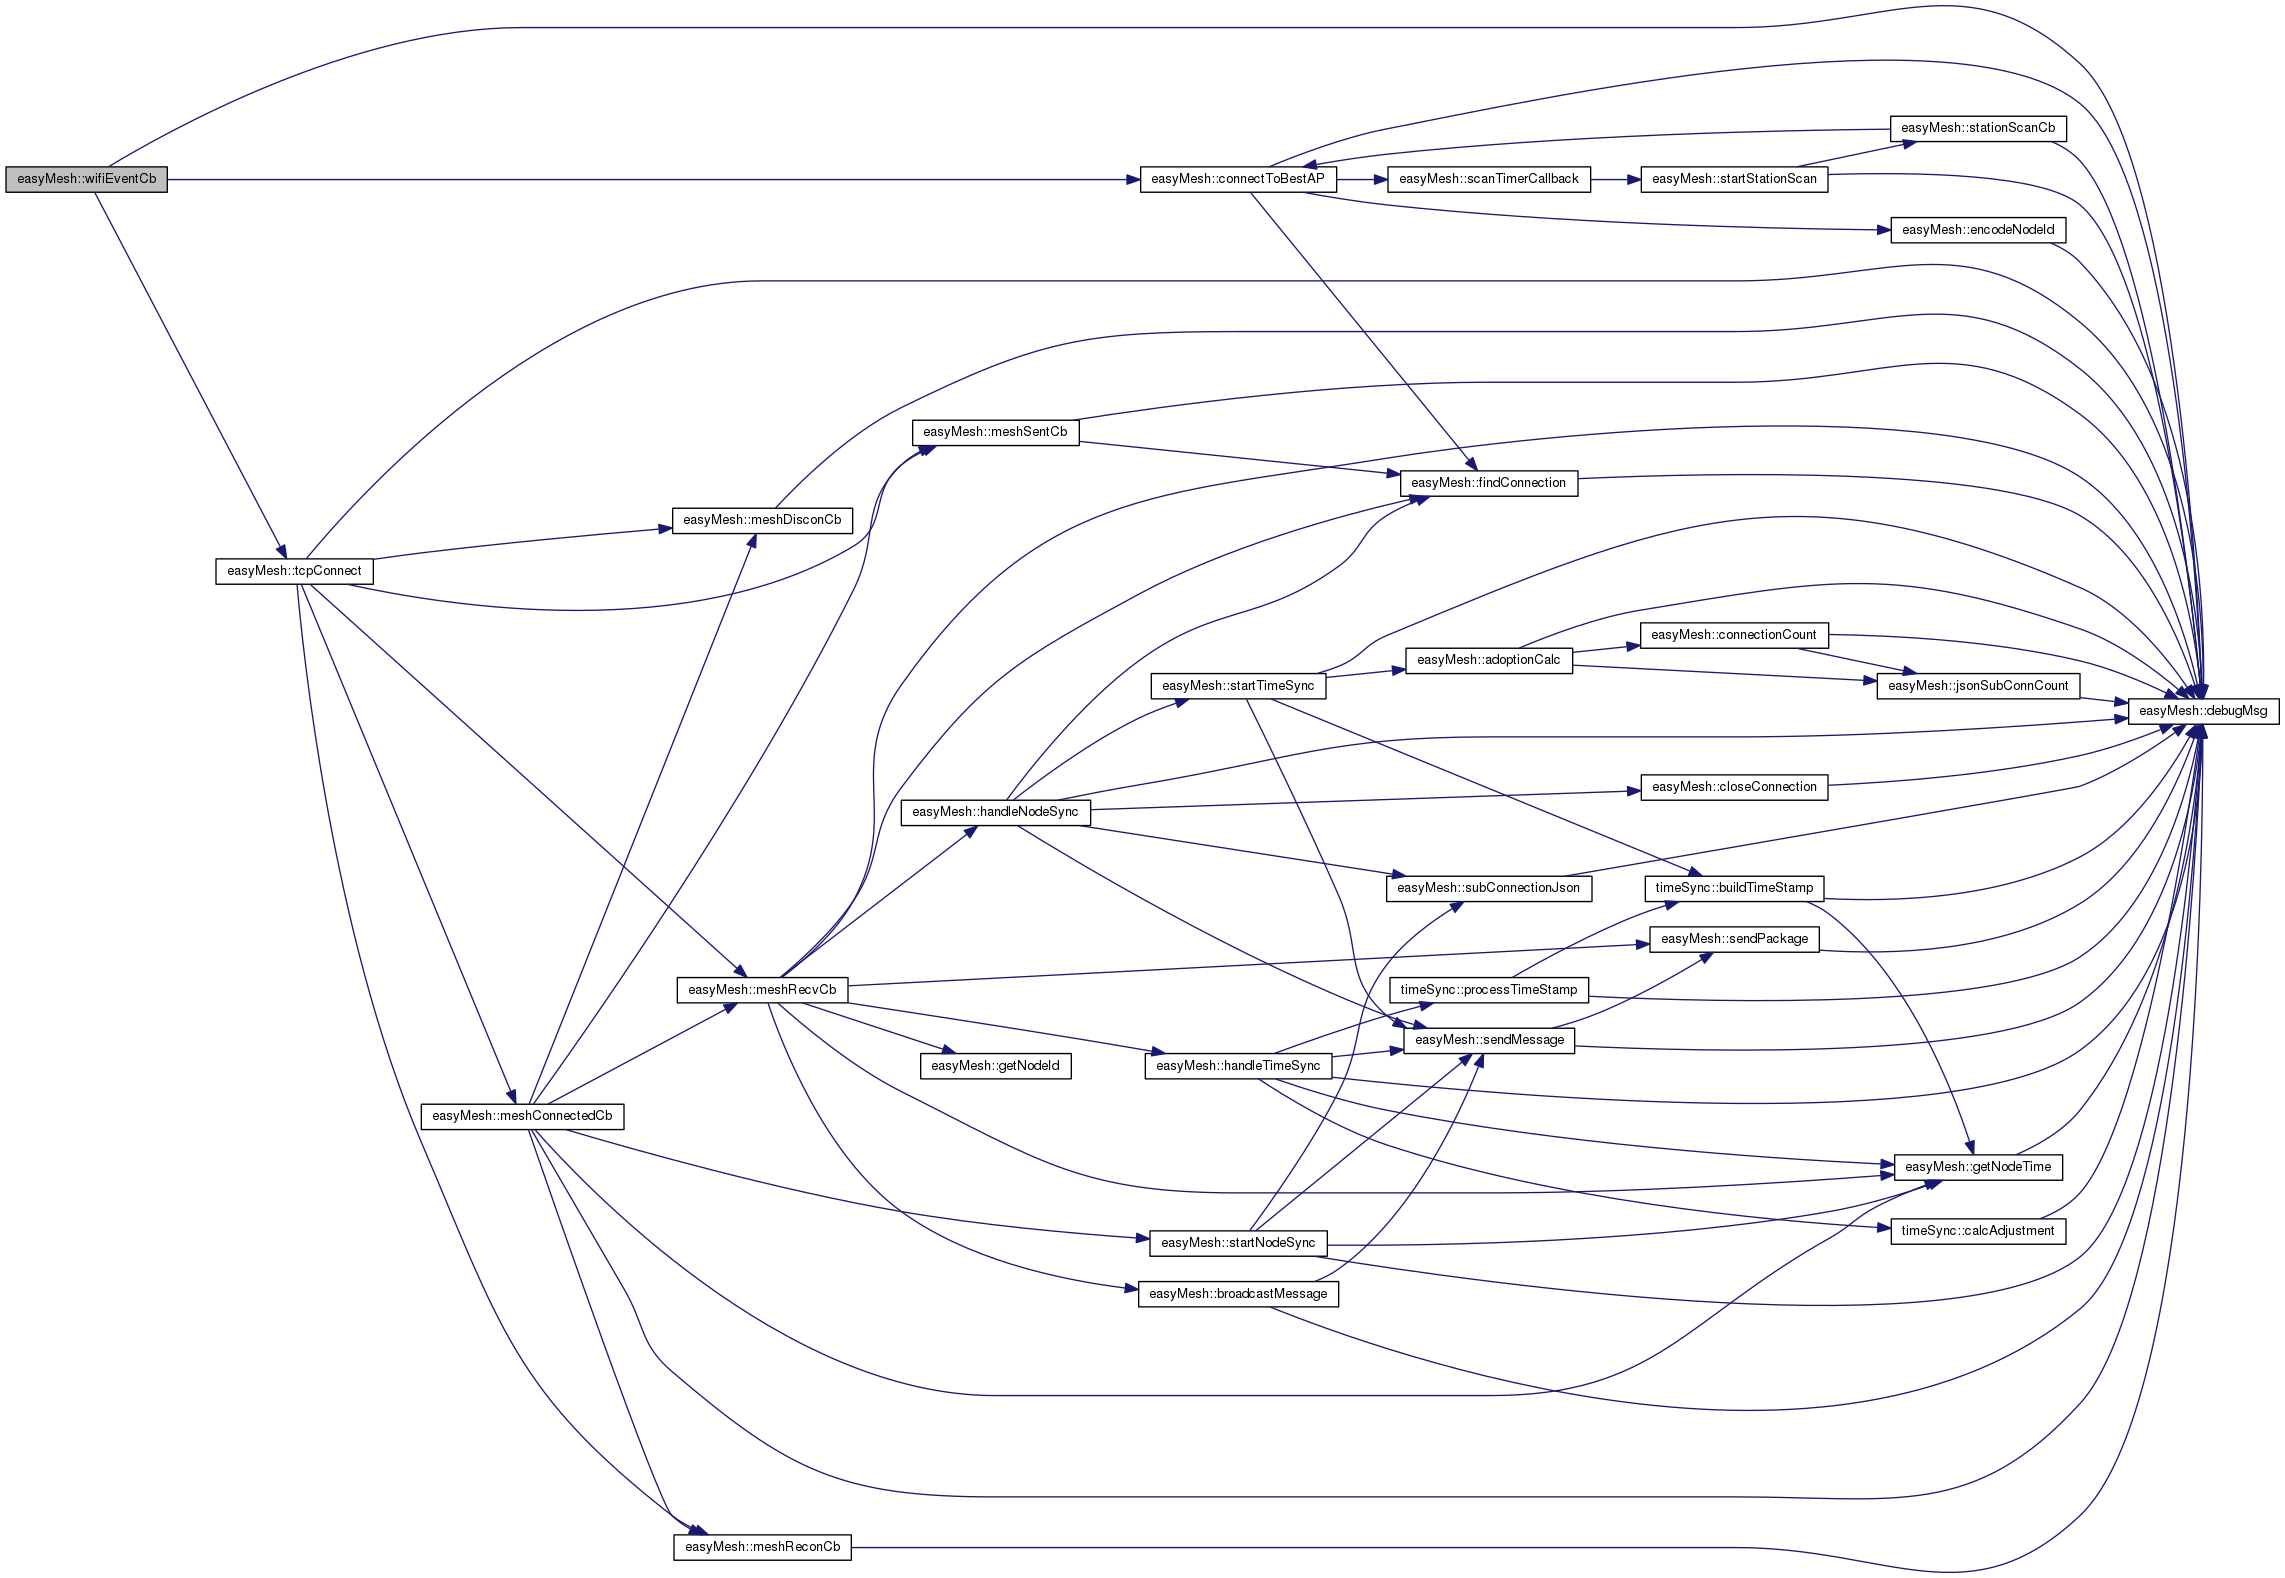 easyMesh::stationScanCb
easyMesh::wifiEventCb
easyMesh::connectToBestAP
easyMesh::scanTimerCallback
easyMesh::startStationScan
easyMesh::encodeNodeId
easyMesh::meshSentCb
easyMesh::findConnection
easyMesh::meshDisconCb
easyMesh::tcpConnect
easyMesh::connectionCount
easyMesh::adoptionCalc
easyMesh::startTimeSync
easyMesh::jsonSubConnCount
easyMesh::debugMsg
easyMesh::closeConnection
easyMesh::handleNodeSync
easyMesh::subConnectionJson
timeSync::buildTimeStamp
easyMesh::sendPackage
easyMesh::meshRecvCb
timeSync::processTimeStamp
easyMesh::sendMessage
easyMesh::getNodeId
easyMesh::handleTimeSync
easyMesh::meshConnectedCb
easyMesh::getNodeTime
timeSync::calcAdjustment
easyMesh::startNodeSync
easyMesh::broadcastMessage
easyMesh::meshReconCb